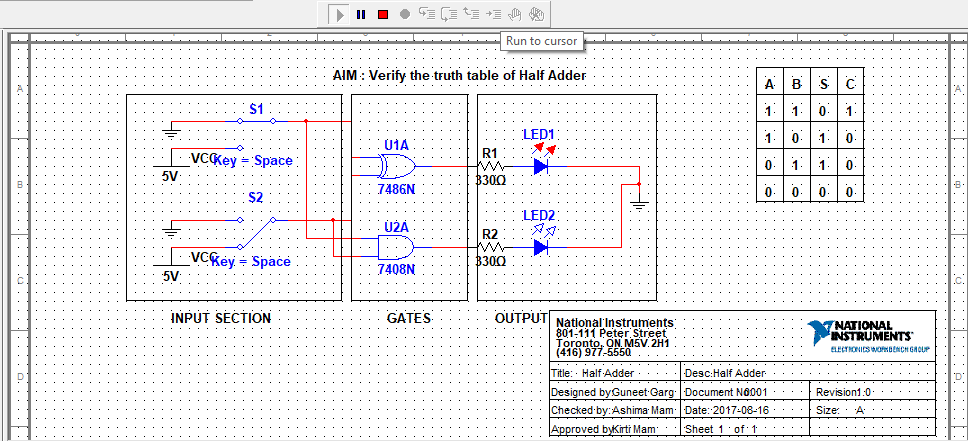 Run to cursor
AIM : Verify the truth table of Half Adder
A B S C
1 1 0 1
1 0 1 0
0 1 1 0
0 0 0 0
A
B
C
D
A
B
C
D
S1
VCC
Key = Space
5V
S2
VCC
Key = Space
5V
INPUT SECTION
U1A
7486N
U2A
7408N
GATES
LED1
R1
330Ω
LED2
R2
330Ω
OUTPUT
National Instruments
801-111 Peter Street
Toronto, ON M5V 2H1
(416) 977-5550
NATIONAL
INSTRUMENTS
ELECTRONICS WORKBENCH GROUP
Title: Half Adder
Desc.:Half Adder
Designed by:Guneet Garg
Document No:0001
Revision:1.0
Checked by:Ashima Mam
Date: 2017-08-16
Size: A
Approved by:Kirti Mam
Sheet 1 of 1